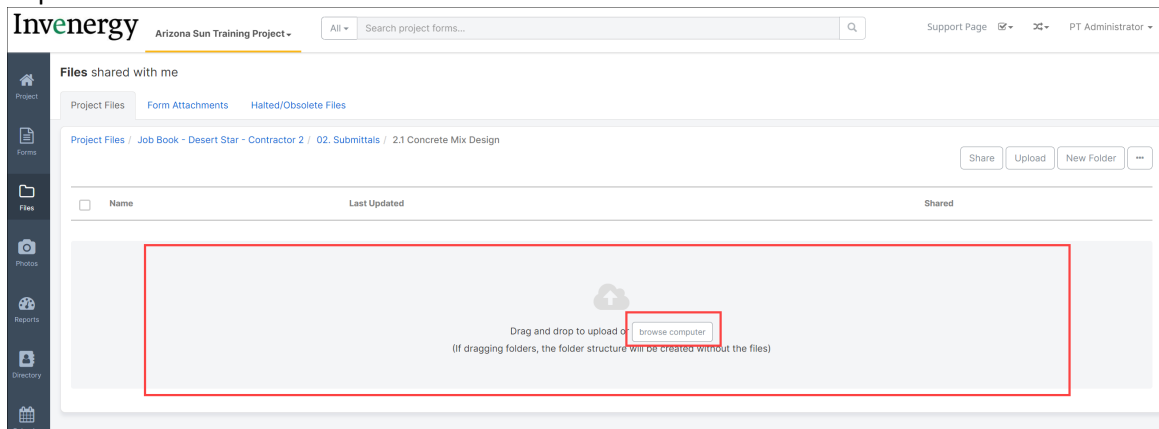 Invenergy Arizona Sun Training Project All Search project forms... Support Page PT Administrator
Files shared with me
Project
Project Files Form Attachments Halted/Obsolete Files
Forms
Project Files / Job Book - Desert Star - Contractor 2 / 02. Submittals / 2.1 Concrete Mix Design
Share Upload New Folder
Files
Name Last Updated Shared
Photos
Reports
Drag and drop to upload or browse computer
(If dragging folders, the folder structure will be created without the files)
Directory